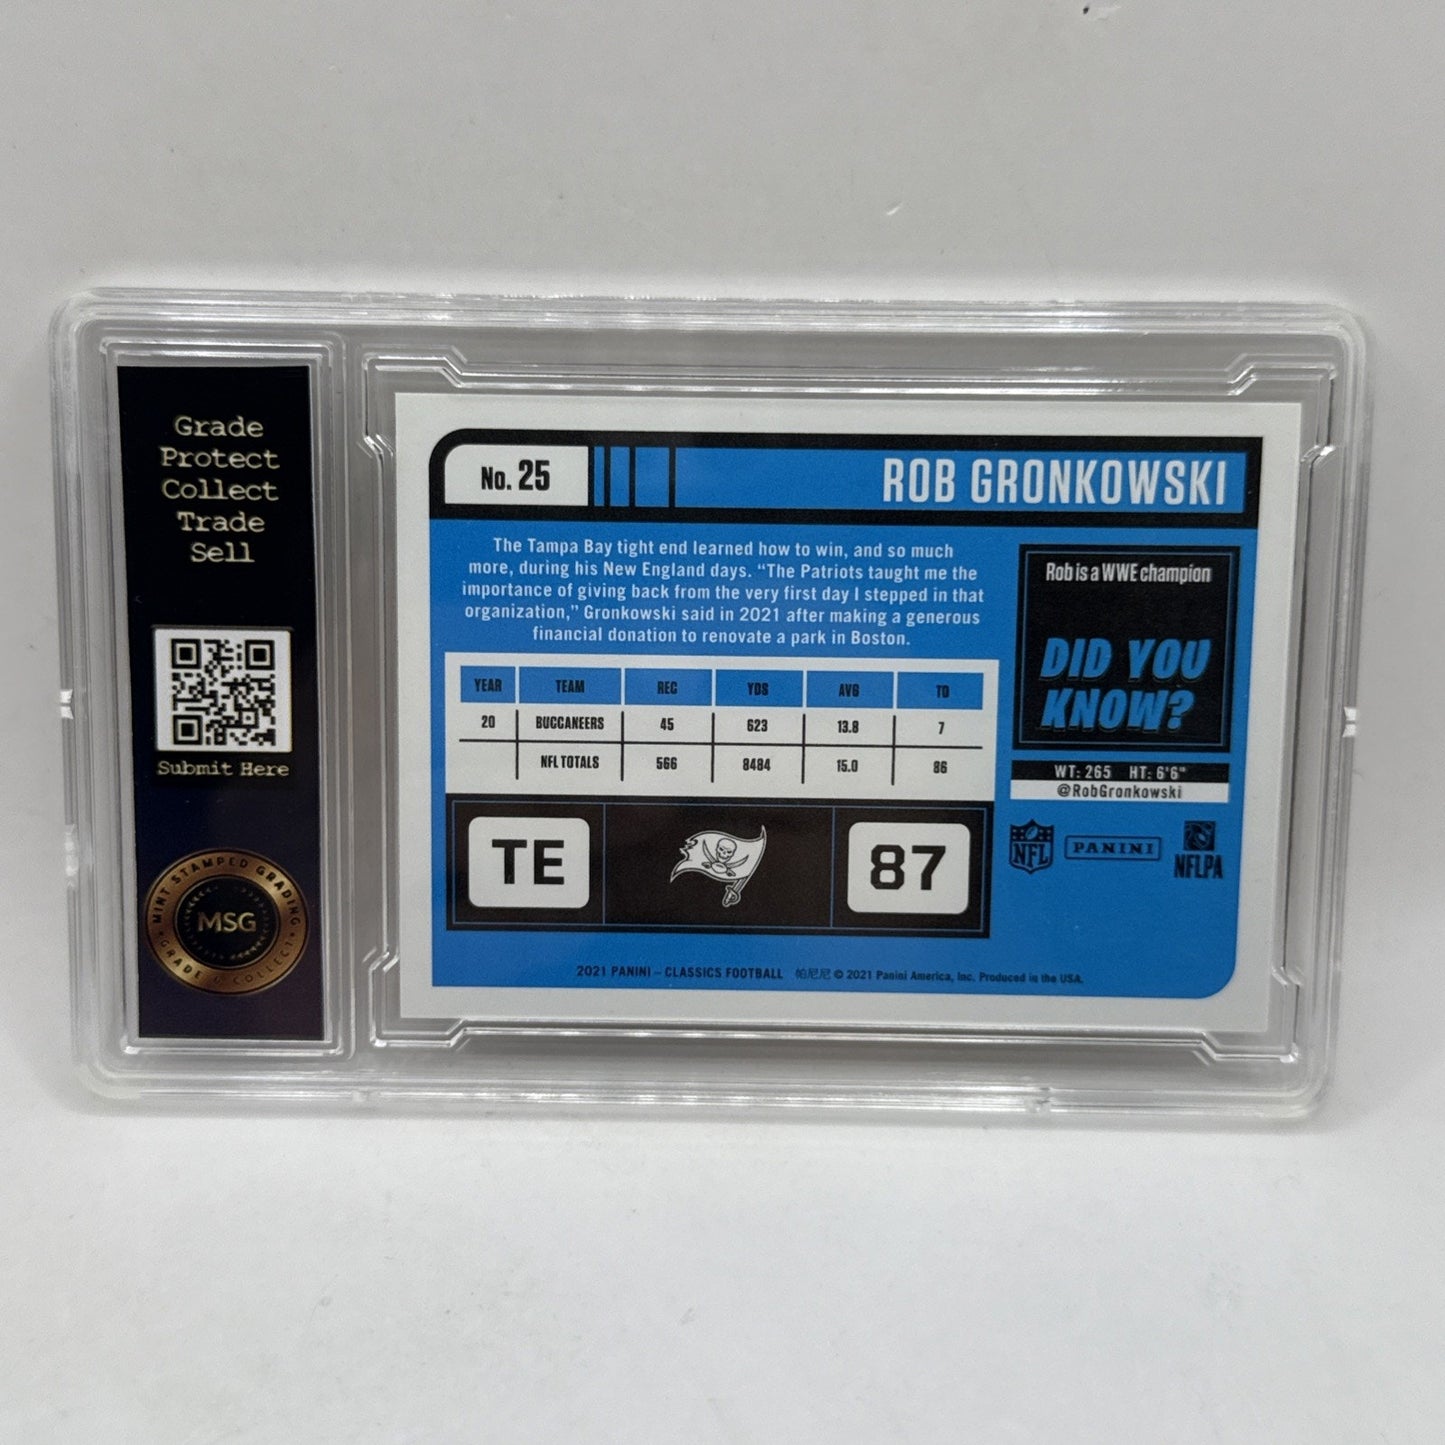 Grade
Protect
Collect
Trade
Sell
Submit Here
MINT STAMPED GRADING
MSG
GRADE & COLLECT
No. 25
ROB GRONKOWSKI
The Tampa Bay tight end learned how to win, and so much
more, during his New England days. “The Patriots taught me the
importance of giving back from the very first day I stepped in that
organization,” Gronkowski said in 2021 after making a generous
financial donation to renovate a park in Boston.
YEAR TEAM REC YDS AVG TD
20 BUCCANEERS 45 623 13.8 7
NFL TOTALS 566 8484 15.0 86
TE
87
Rob is a WWE champion
DID YOU
KNOW?
WT: 265 HT: 6'6"
@RobGronkowski
NFL
PANINI
NFLPA
2021 PANINI – CLASSICS FOOTBALL 帕尼尼 © 2021 Panini America, Inc. Produced in the USA.